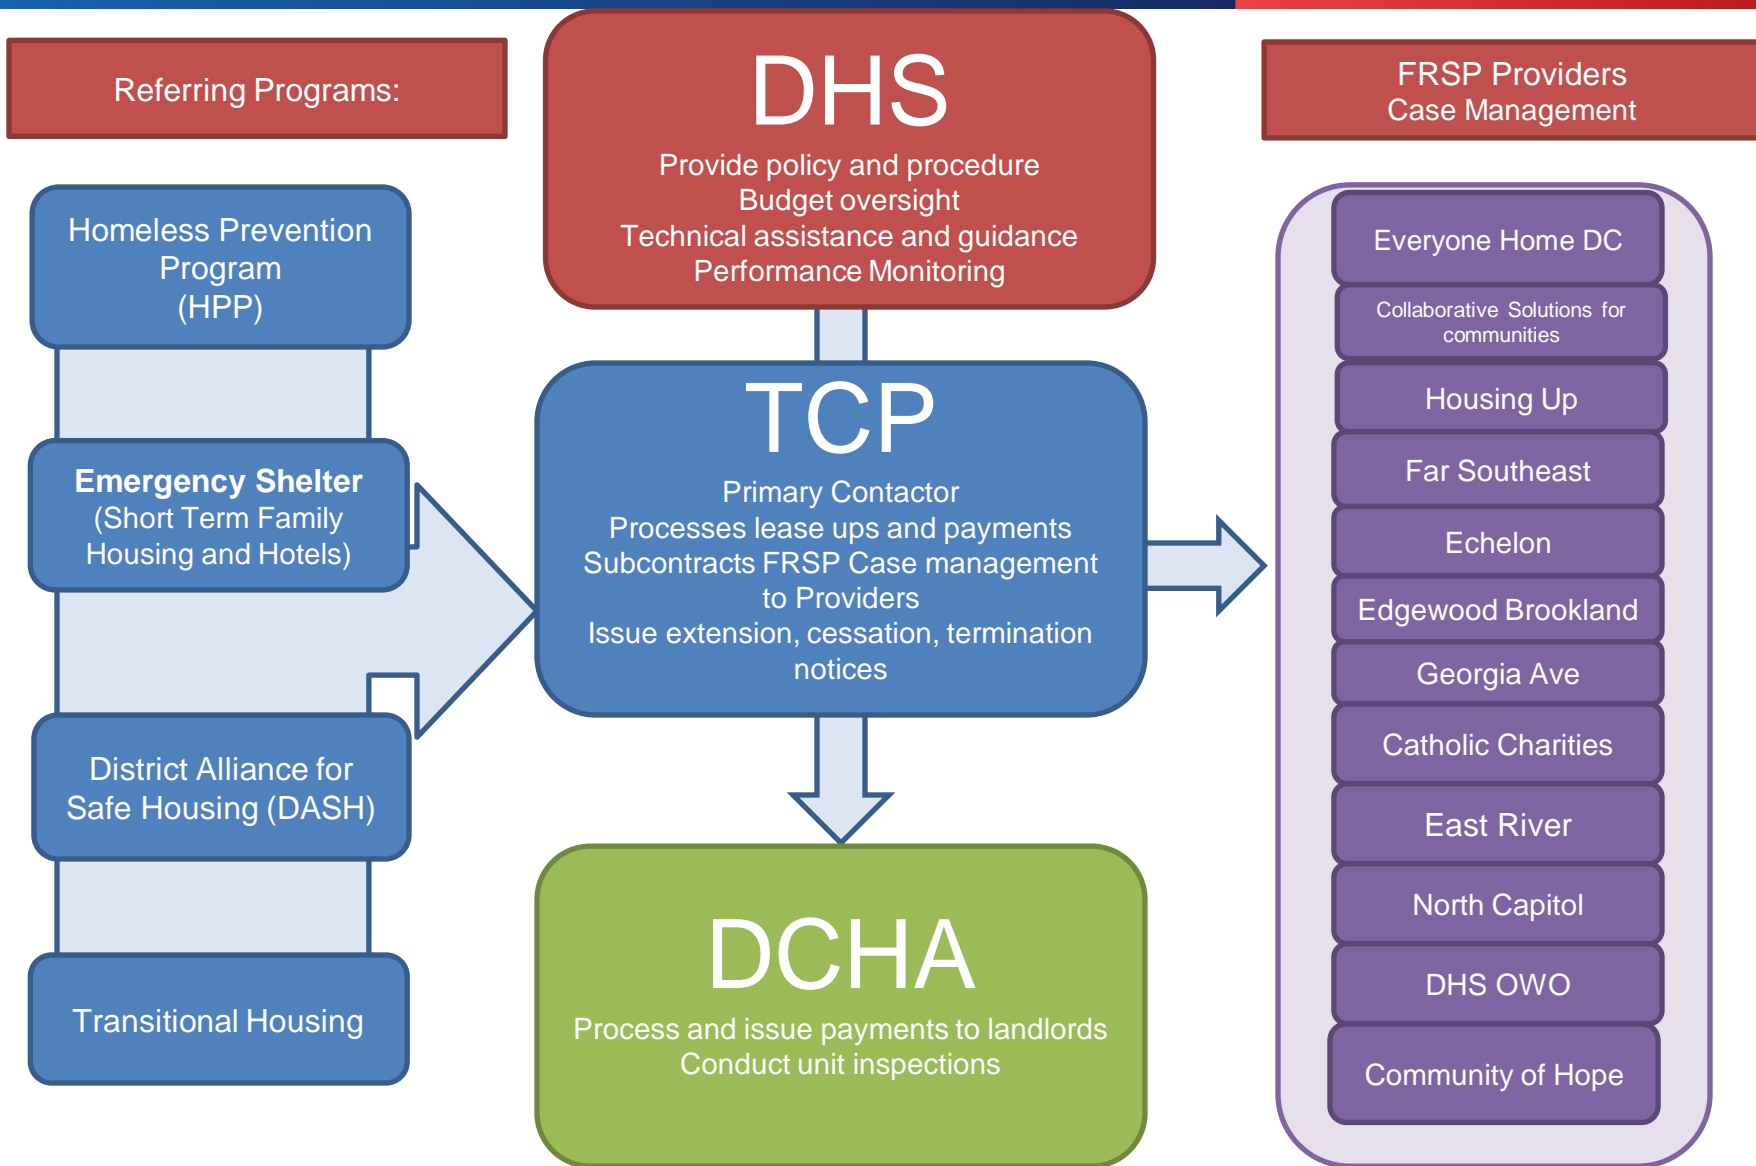 Referring Programs:
Homeless Prevention
Program
(HPP)
Emergency Shelter
(Short Term Family
Housing and Hotels)
District Alliance for
Safe Housing (DASH)
Transitional Housing
DHS
Provide policy and procedure
Budget oversight
Technical assistance and guidance
Performance Monitoring
TCP
Primary Contactor
Processes lease ups and payments
Subcontracts FRSP Case management
to Providers
Issue extension, cessation, termination
notices
DCHA
Process and issue payments to landlords
Conduct unit inspections
FRSP Providers
Case Management
Everyone Home DC
Collaborative Solutions for
communities
Housing Up
Far Southeast
Echelon
Edgewood Brookland
Georgia Ave
Catholic Charities
East River
North Capitol
DHS OWO
Community of Hope